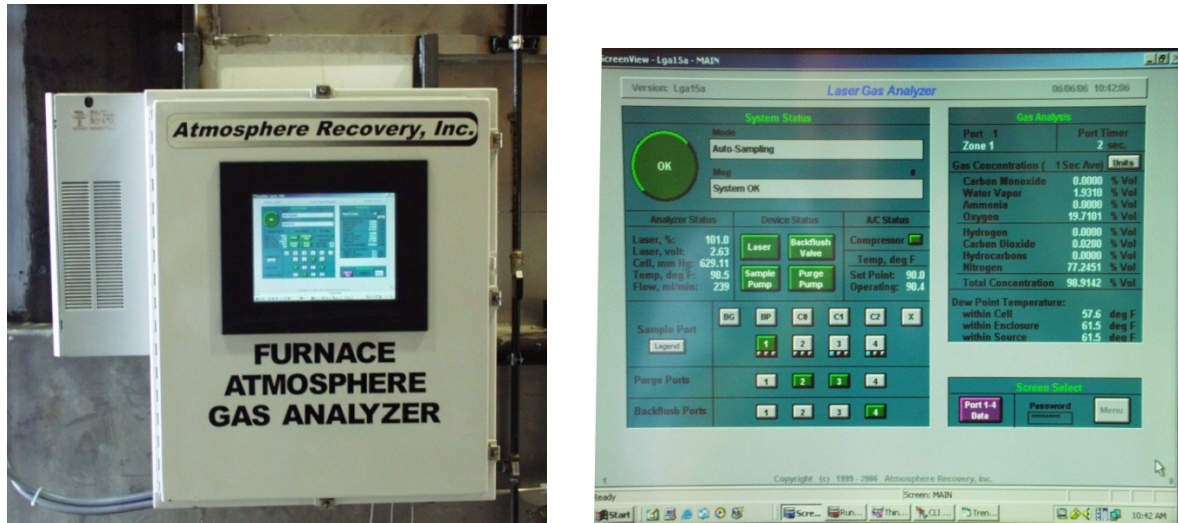 Atmosphere Recovery, Inc.
FURNACE
ATMOSPHERE
GAS ANALYZER
ScreenView - Lga15a - MAIN
Version: Lga15a
Laser Gas Analyzer
06/06/06 10:42:06
System Status
OK
Mode
Auto-Sampling
Msg 0
System OK
Analyzer Status
Laser, %: 101.0
Laser, volt: 2.63
Cell, mm Hg: 629.11
Temp, deg F: 98.5
Flow, ml/min: 239
Device Status
Laser
Backflush Valve
Sample Pump
Purge Pump
A/C Status
Compressor
Temp, deg F
Set Point: 90.0
Operating: 90.4
BG BP C0 C1 C2 X
Sample Port
Legend
1 2 3 4
Purge Ports 1 2 3 4
Backflush Ports 1 2 3 4
Gas Analysis
Port 1 Port Timer
Zone 1 2 sec.
Gas Concentration ( 1 Sec Ave) Units
Carbon Monoxide 0.0000 % Vol
Water Vapor 1.9310 % Vol
Ammonia 0.0000 % Vol
Oxygen 19.7101 % Vol
Hydrogen 0.0000 % Vol
Carbon Dioxide 0.0280 % Vol
Hydrocarbons 0.0000 % Vol
Nitrogen 77.2451 % Vol
Total Concentration 98.9142 % Vol
Dew Point Temperature:
within Cell 57.6 deg F
within Enclosure 61.5 deg F
within Source 61.5 deg F
Screen Select
Port 1-4 Data
Password
Menu
1 Copyright (c) 1999 - 2006 Atmosphere Recovery, Inc. 0
Ready Screen: MAIN
Start Scre... Run... Thin... CLI ... Tren... 10:42 AM